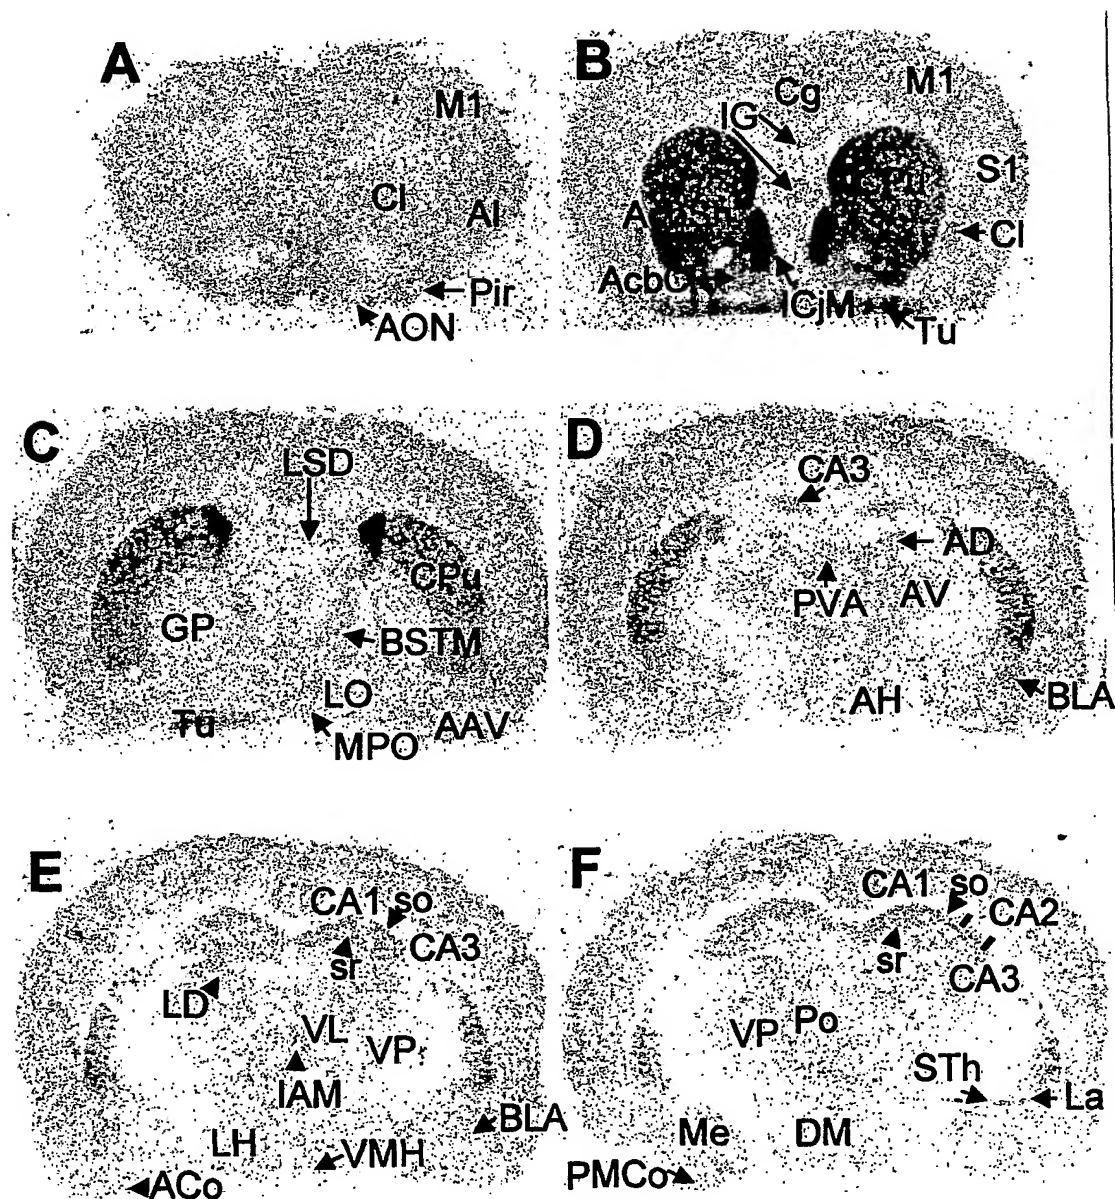 A
M1
Cl
AI
Pir
AON
B
Cg
M1
IG
CPu
S1
Cl
ICjM
Tu
C
LSD
CPu
GP
BSTM
LO
Tu
AAV
MPO
D
CA3
AD
PVA
AV
AH
BLA
E
CA1 so
CA3
sr
LD
VL
VP
IAM
BLA
LH
VMH
ACo
F
CA1 so
CA2
sr
CA3
VP Po
STh
La
Me
DM
PMCo